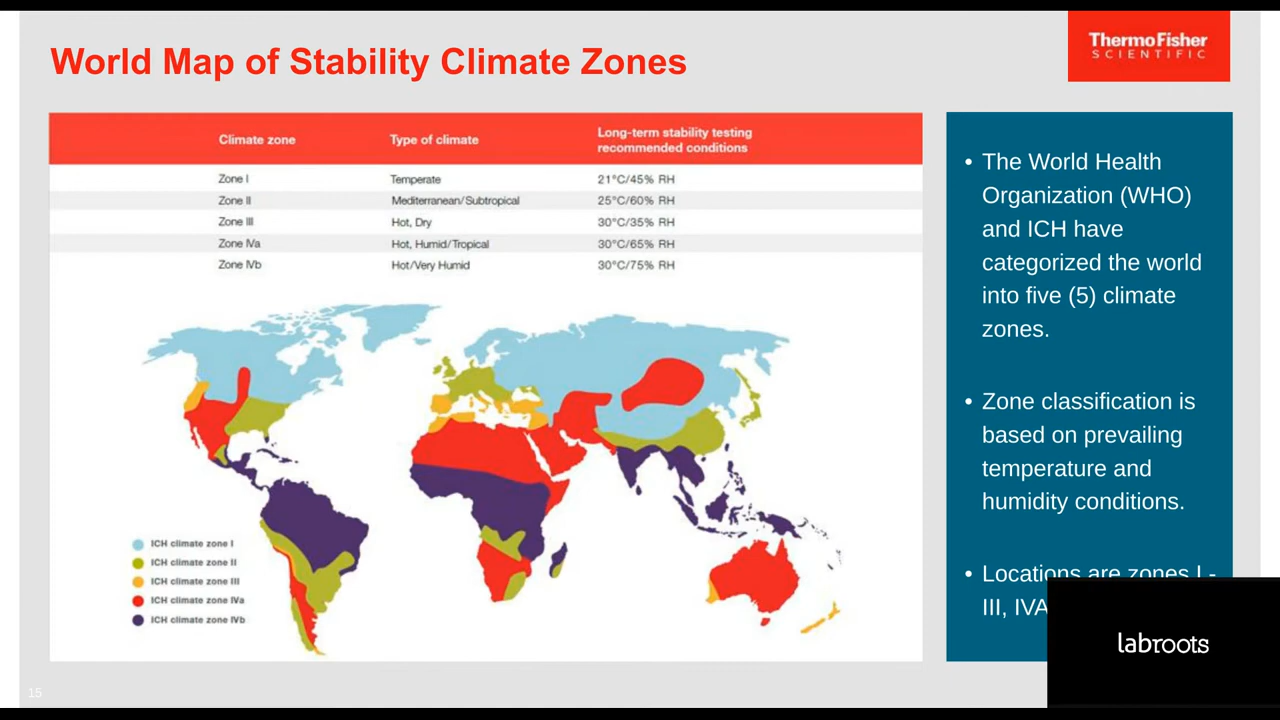 World Map of Stability Climate Zones
ThermoFisher
SCIENTIFIC
Climate zone Type of climate Long-term stability testing
recommended conditions
Zone I Temperate 21°C/45% RH
Zone II Mediterranean/Subtropical 25°C/60% RH
Zone III Hot, Dry 30°C/35% RH
Zone IVa Hot, Humid/Tropical 30°C/65% RH
Zone IVb Hot/Very Humid 30°C/75% RH
ICH climate zone I
ICH climate zone II
ICH climate zone III
ICH climate zone IVa
ICH climate zone IVb
• The World Health
Organization (WHO)
and ICH have
categorized the world
into five (5) climate
zones.
• Zone classification is
based on prevailing
temperature and
humidity conditions.
• Locations are zones I -
III, IVA
labroots
15